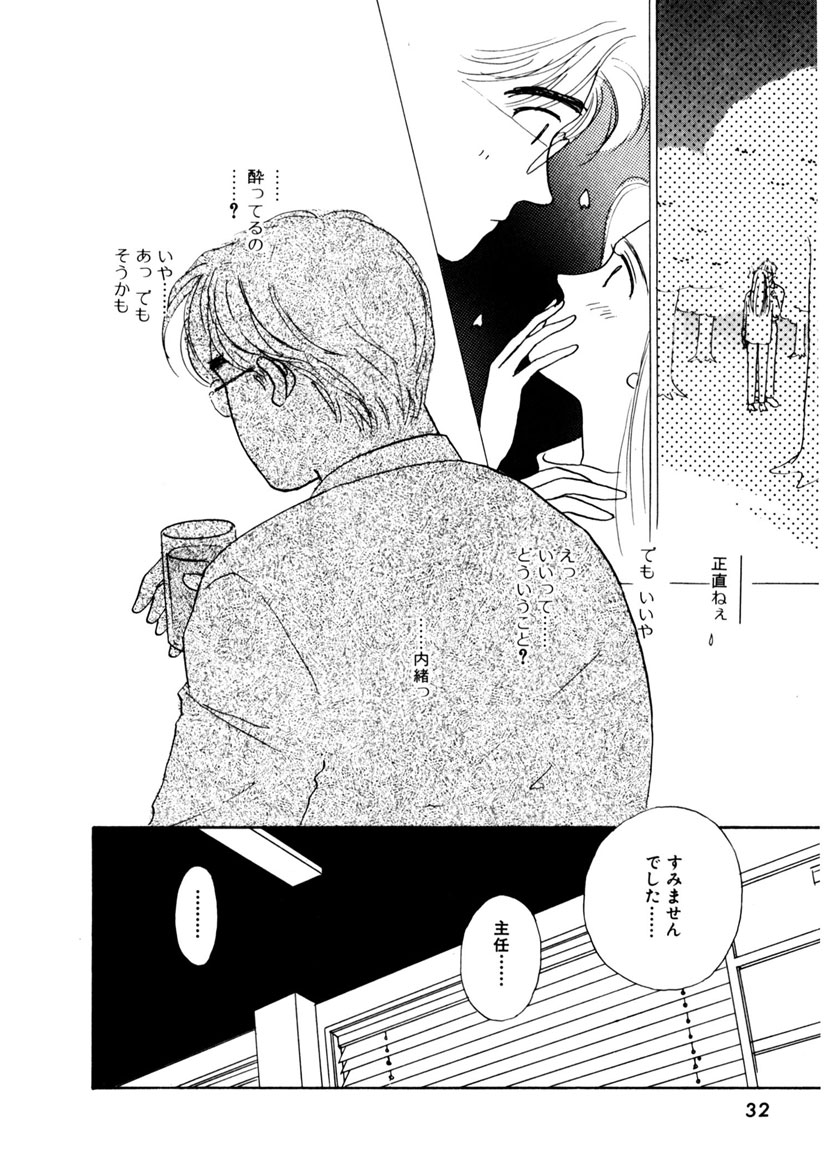 正直ねぇ
でも いいや
えっ
いいって……
どういうこと?
……内緒っ
……
酔ってるの
……?
いや……
あっ でも
そうかも
すみません
でした……
主任……
………
32